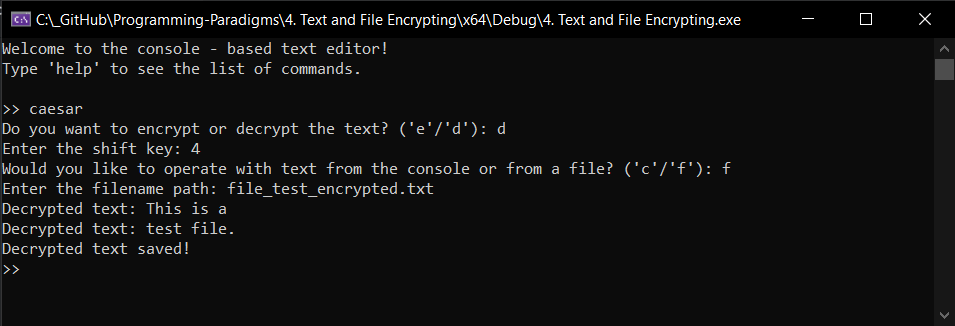 C:\_GitHub\Programming-Paradigms\4. Text and File Encrypting\x64\Debug\4. Text and File Encrypting.exe
Welcome to the console - based text editor!
Type 'help' to see the list of commands.
>> caesar
Do you want to encrypt or decrypt the text? ('e'/'d'): d
Enter the shift key: 4
Would you like to operate with text from the console or from a file? ('c'/'f'): f
Enter the filename path: file_test_encrypted.txt
Decrypted text: This is a
Decrypted text: test file.
Decrypted text saved!
>>